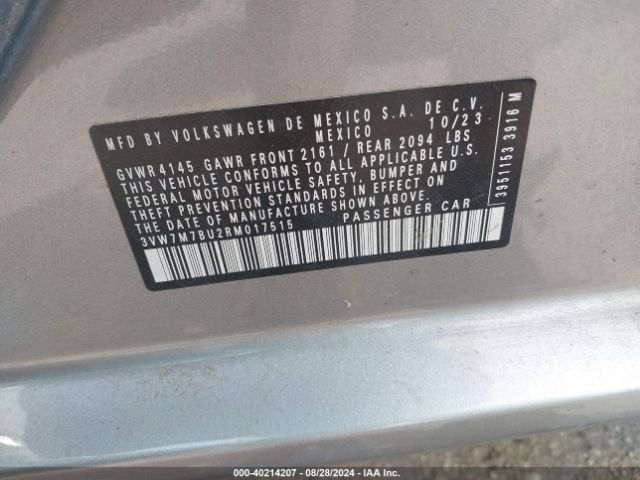 MFD BY VOLKSWAGEN DE MEXICO S.A. DE C.V.
MEXICO 10/23
GVWR 4145 GAWR FRONT 2161 / REAR 2094 LBS
THIS VEHICLE CONFORMS TO ALL APPLICABLE U.S.
FEDERAL MOTOR VEHICLE SAFETY, BUMPER AND
THEFT PREVENTION STANDARDS IN EFFECT ON
THE DATE OF MANUFACTURE SHOWN ABOVE.
3VW7M7BU2RM017515 PASSENGER CAR
39511153 3916 M
000-40214207 - 08/28/2024 - IAA Inc.